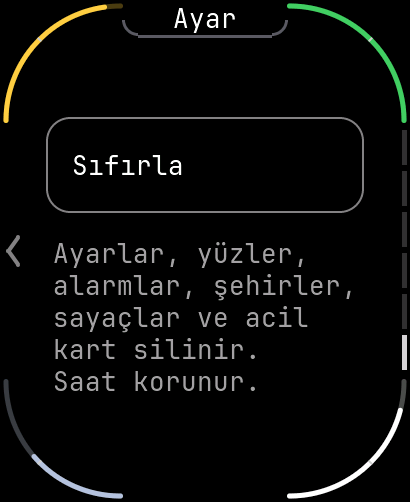 Ayar
Sıfırla
Ayarlar, yüzler,
alarmlar, şehirler,
sayaçlar ve acil
kart silinir.
Saat korunur.